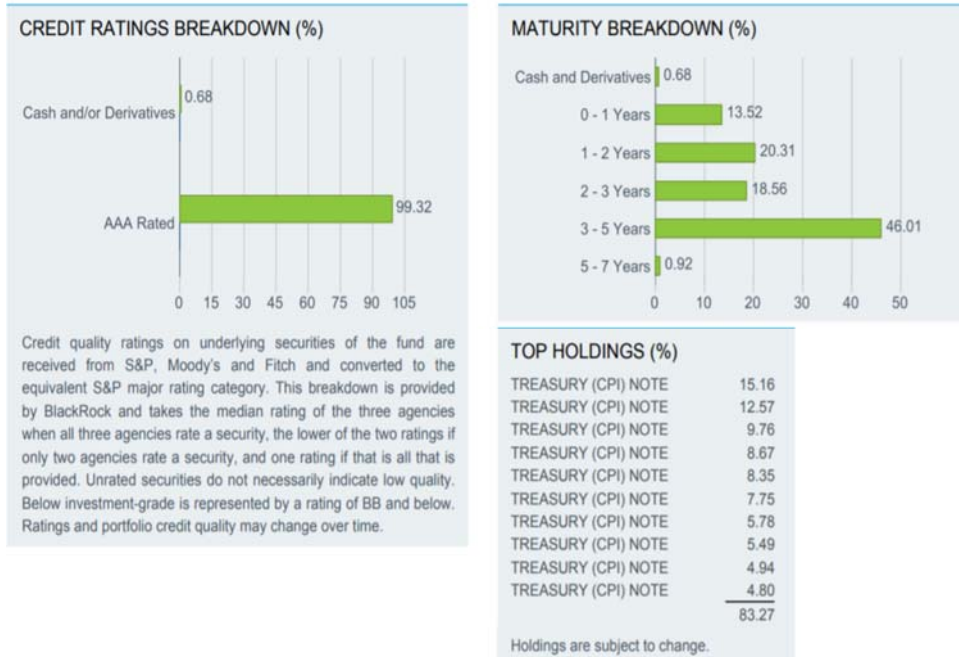 CREDIT RATINGS BREAKDOWN (%)
Cash and/or Derivatives 0.68
AAA Rated 99.32
0 15 30 45 60 75 90 105
Credit quality ratings on underlying securities of the fund are
received from S&P, Moody's and Fitch and converted to the
equivalent S&P major rating category. This breakdown is provided
by BlackRock and takes the median rating of the three agencies
when all three agencies rate a security, the lower of the two ratings if
only two agencies rate a security, and one rating if that is all that is
provided. Unrated securities do not necessarily indicate low quality.
Below investment-grade is represented by a rating of BB and below.
Ratings and portfolio credit quality may change over time.
MATURITY BREAKDOWN (%)
Cash and Derivatives 0.68
0 - 1 Years 13.52
1 - 2 Years 20.31
2 - 3 Years 18.56
3 - 5 Years 46.01
5 - 7 Years 0.92
0 10 20 30 40 50
TOP HOLDINGS (%)
TREASURY (CPI) NOTE 15.16
TREASURY (CPI) NOTE 12.57
TREASURY (CPI) NOTE 9.76
TREASURY (CPI) NOTE 8.67
TREASURY (CPI) NOTE 8.35
TREASURY (CPI) NOTE 7.75
TREASURY (CPI) NOTE 5.78
TREASURY (CPI) NOTE 5.49
TREASURY (CPI) NOTE 4.94
TREASURY (CPI) NOTE 4.80
83.27
Holdings are subject to change.